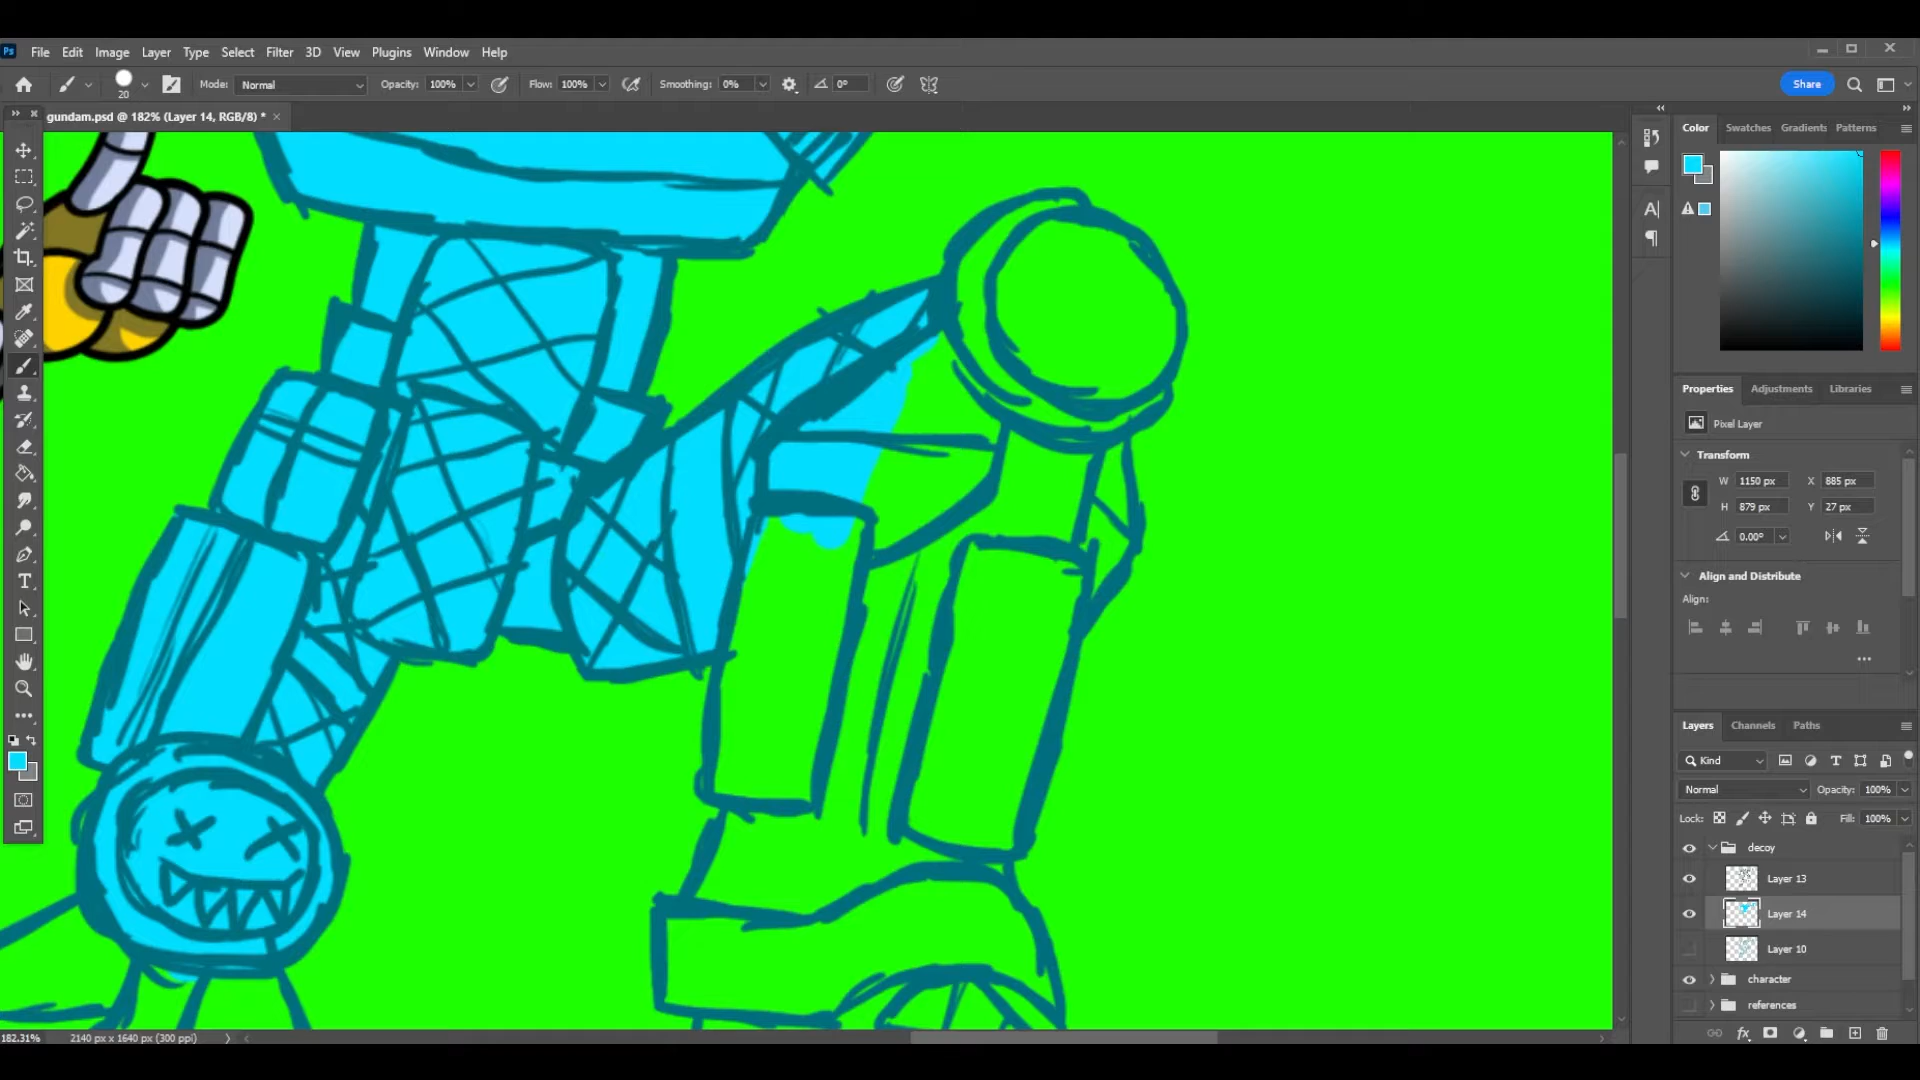 Ps File Edit Image Layer Type Select Filter 3D View Plugins Window Help
20 Mode: Normal Opacity: 100% Flow: 100% Smoothing: 0% 0° Share
gundam.psd @ 182% (Layer 14, RGB/8) *
Color Swatches Gradients Patterns
Properties Adjustments Libraries
Pixel Layer
Transform
W 1150 px X 885 px
H 879 px Y 27 px
0.00°
Align and Distribute
Align:
Layers Channels Paths
Kind
Normal Opacity: 100%
Lock: Fill: 100%
decoy
Layer 13
Layer 14
Layer 10
character
references
182.31% 2140 px x 1640 px (300 ppi)